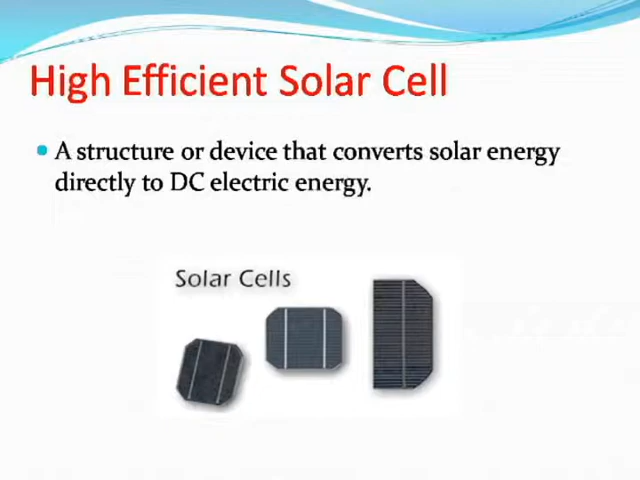 High Efficient Solar Cell
• A structure or device that converts solar energy
directly to DC electric energy.
Solar Cells